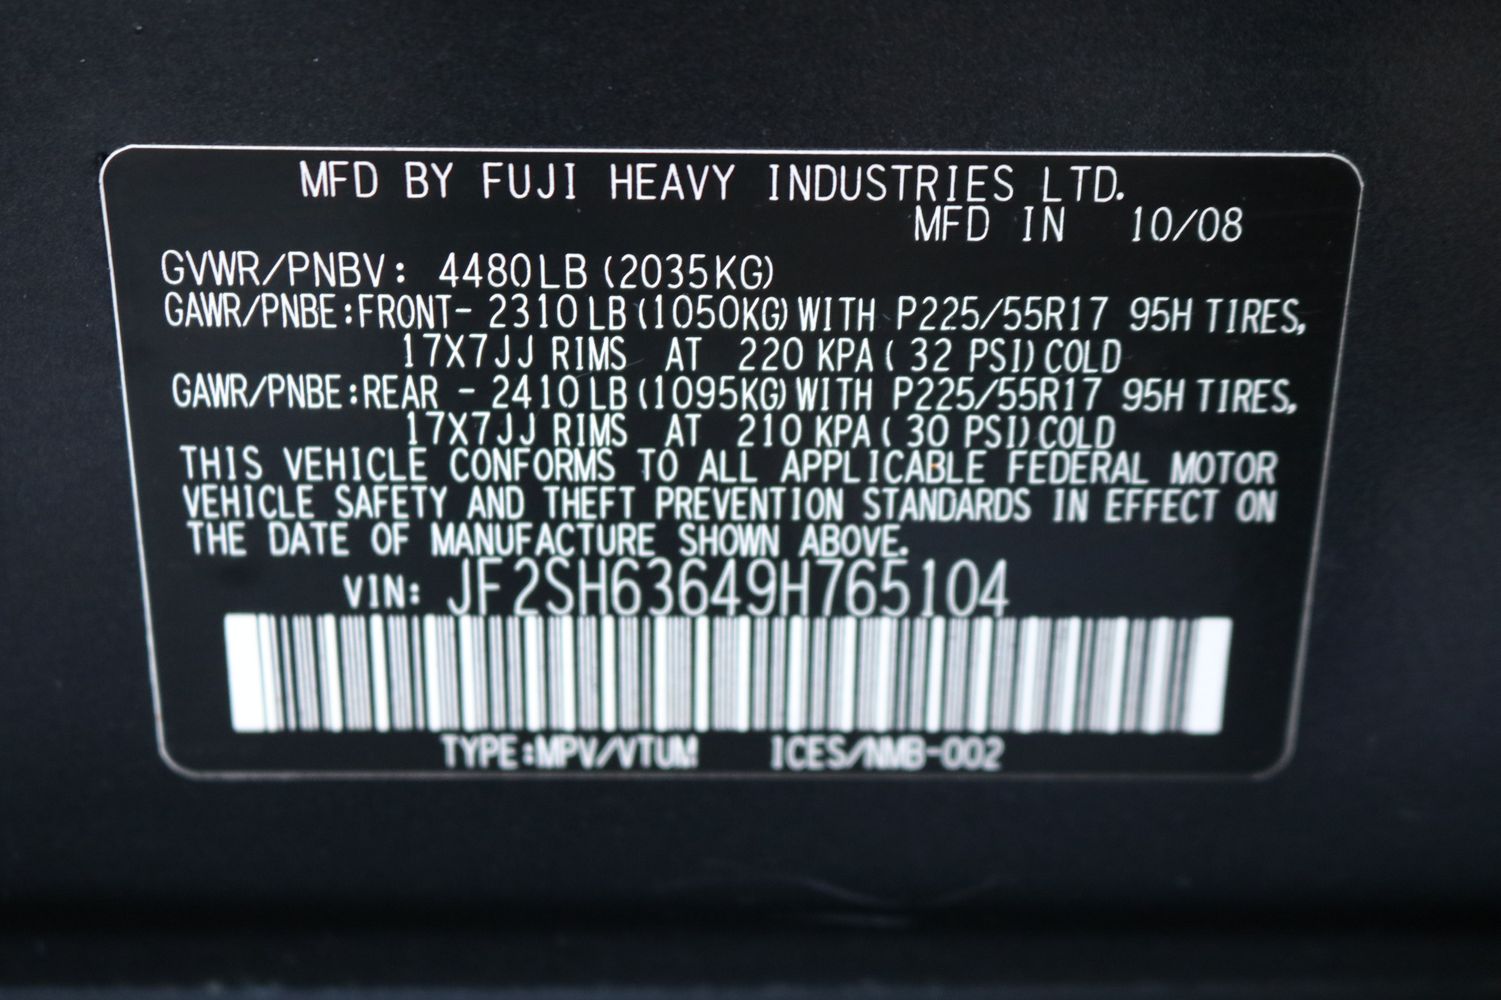 MFD BY FUJI HEAVY INDUSTRIES LTD.
MFD IN 10/08
GVWR/PNBV: 4480LB (2035KG)
GAWR/PNBE:FRONT- 2310 LB (1050KG) WITH P225/55R17 95H TIRES,
17X7JJ RIMS AT 220 KPA ( 32 PSI) COLD
GAWR/PNBE:REAR - 2410 LB (1095KG) WITH P225/55R17 95H TIRES,
17X7JJ RIMS AT 210 KPA ( 30 PSI) COLD
THIS VEHICLE CONFORMS TO ALL APPLICABLE FEDERAL MOTOR
VEHICLE SAFETY AND THEFT PREVENTION STANDARDS IN EFFECT ON
THE DATE OF MANUFACTURE SHOWN ABOVE.
VIN: JF2SH63649H765104
TYPE:MPV/VTUM ICES/NMB-002